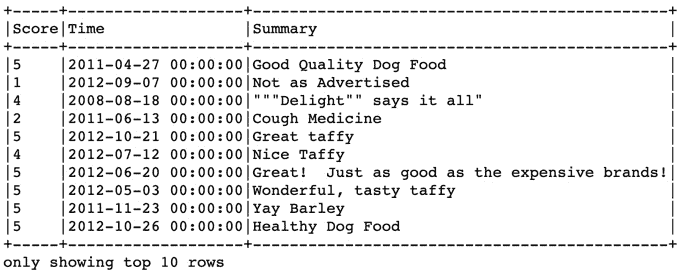 +-----+-------------------+------------------------------------------+
|Score|Time               |Summary                                   |
+-----+-------------------+------------------------------------------+
|5    |2011-04-27 00:00:00|Good Quality Dog Food                     |
|1    |2012-09-07 00:00:00|Not as Advertised                         |
|4    |2008-08-18 00:00:00|"""Delight"" says it all"                 |
|2    |2011-06-13 00:00:00|Cough Medicine                            |
|5    |2012-10-21 00:00:00|Great taffy                               |
|4    |2012-07-12 00:00:00|Nice Taffy                                |
|5    |2012-06-20 00:00:00|Great!  Just as good as the expensive brands!|
|5    |2012-05-03 00:00:00|Wonderful, tasty taffy                    |
|5    |2011-11-23 00:00:00|Yay Barley                                |
|5    |2012-10-26 00:00:00|Healthy Dog Food                          |
+-----+-------------------+------------------------------------------+
only showing top 10 rows